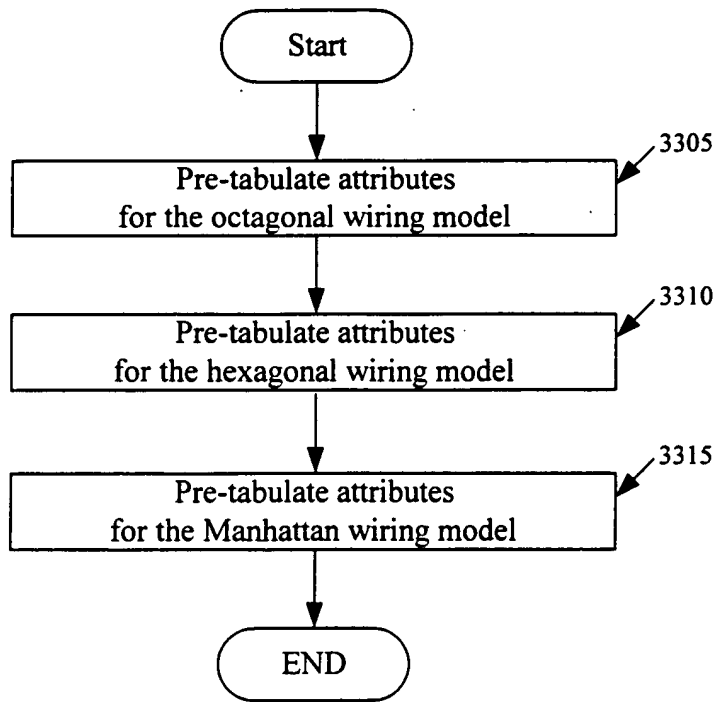 Start
3305
Pre-tabulate attributes
for the octagonal wiring model
3310
Pre-tabulate attributes
for the hexagonal wiring model
3315
Pre-tabulate attributes
for the Manhattan wiring model
END